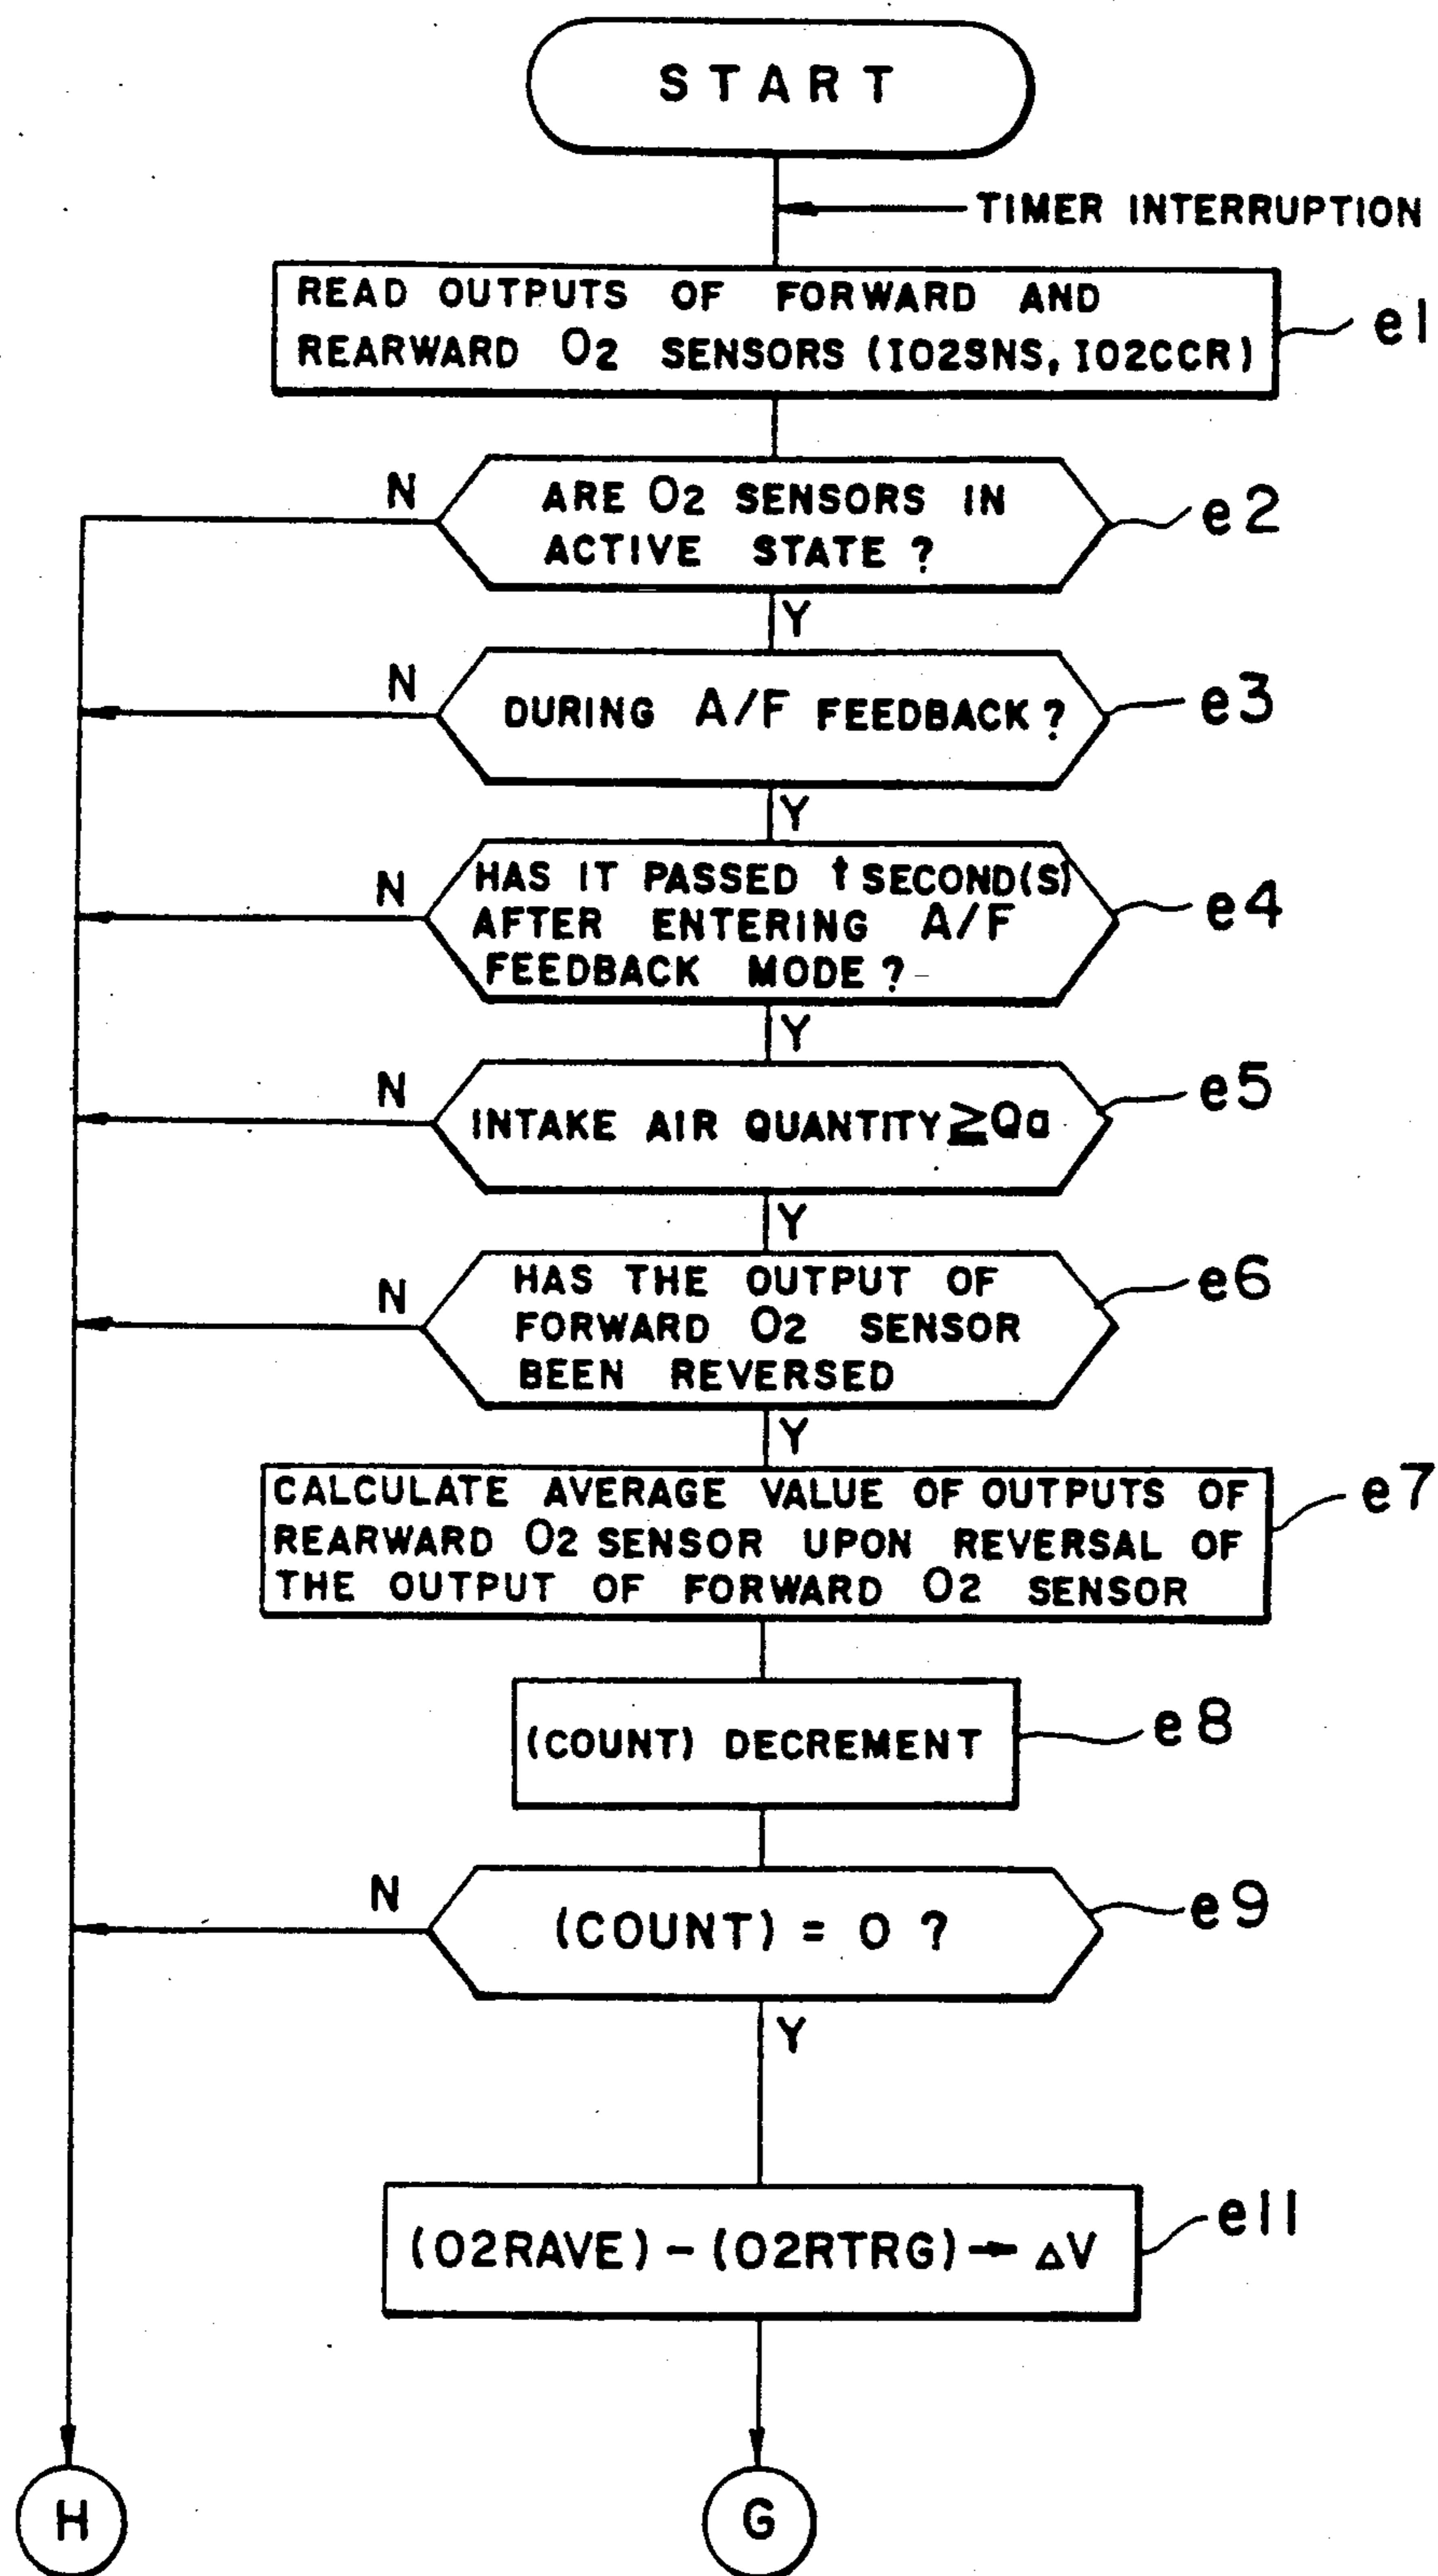 START
TIMER INTERRUPTION
READ OUTPUTS OF FORWARD AND
REARWARD O2 SENSORS (IO2SNS, IO2CCR)
e1
N
ARE O2 SENSORS IN
ACTIVE STATE ?
e2
Y
N
DURING A/F FEEDBACK ?
e3
Y
N
HAS IT PASSED t SECOND(S)
AFTER ENTERING A/F
FEEDBACK MODE ?
e4
Y
N
INTAKE AIR QUANTITY ≧ Qa
e5
Y
N
HAS THE OUTPUT OF
FORWARD O2 SENSOR
BEEN REVERSED
e6
Y
CALCULATE AVERAGE VALUE OF OUTPUTS OF
REARWARD O2 SENSOR UPON REVERSAL OF
THE OUTPUT OF FORWARD O2 SENSOR
e7
(COUNT) DECREMENT
e8
N
(COUNT) = 0 ?
e9
Y
(O2RAVE) - (O2RTRG) → ΔV
e11
H
G